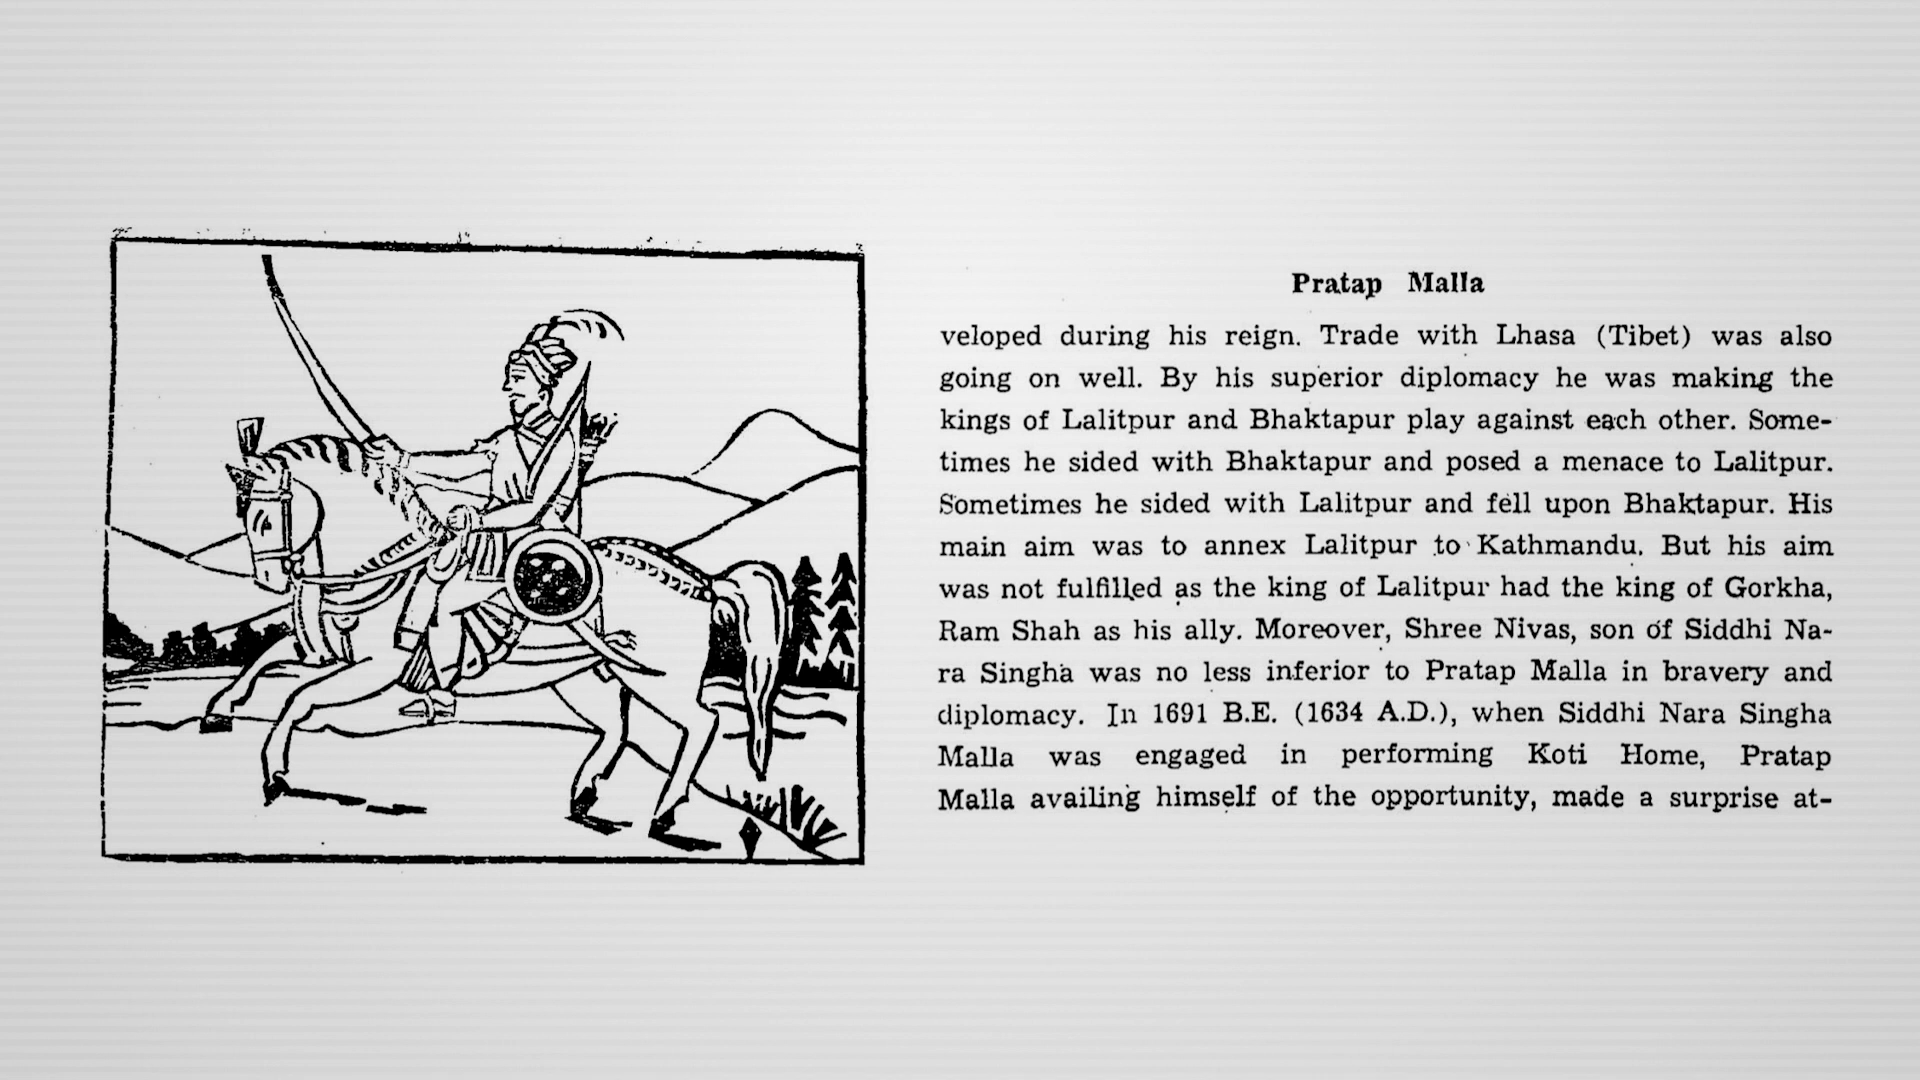 Pratap Malla
veloped during his reign. Trade with Lhasa (Tibet) was also
going on well. By his superior diplomacy he was making the
kings of Lalitpur and Bhaktapur play against each other. Some-
times he sided with Bhaktapur and posed a menace to Lalitpur.
Sometimes he sided with Lalitpur and fell upon Bhaktapur. His
main aim was to annex Lalitpur to Kathmandu. But his aim
was not fulfilled as the king of Lalitpur had the king of Gorkha,
Ram Shah as his ally. Moreover, Shree Nivas, son of Siddhi Na-
ra Singha was no less inferior to Pratap Malla in bravery and
diplomacy. In 1691 B.E. (1634 A.D.), when Siddhi Nara Singha
Malla was engaged in performing Koti Home, Pratap
Malla availing himself of the opportunity, made a surprise at-